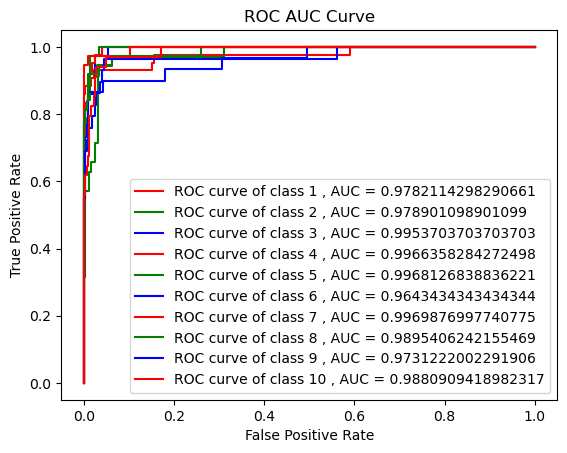 ROC AUC Curve
True Positive Rate
1.0
0.8
0.6
0.4
0.2
0.0
ROC curve of class 1 , AUC = 0.9782114298290661
ROC curve of class 2 , AUC = 0.978901098901099
ROC curve of class 3 , AUC = 0.9953703703703703
ROC curve of class 4 , AUC = 0.9966358284272498
ROC curve of class 5 , AUC = 0.9968126838836221
ROC curve of class 6 , AUC = 0.9643434343434344
ROC curve of class 7 , AUC = 0.9969876997740775
ROC curve of class 8 , AUC = 0.9895406242155469
ROC curve of class 9 , AUC = 0.9731222002291906
ROC curve of class 10 , AUC = 0.9880909418982317
0.0 0.2 0.4 0.6 0.8 1.0
False Positive Rate